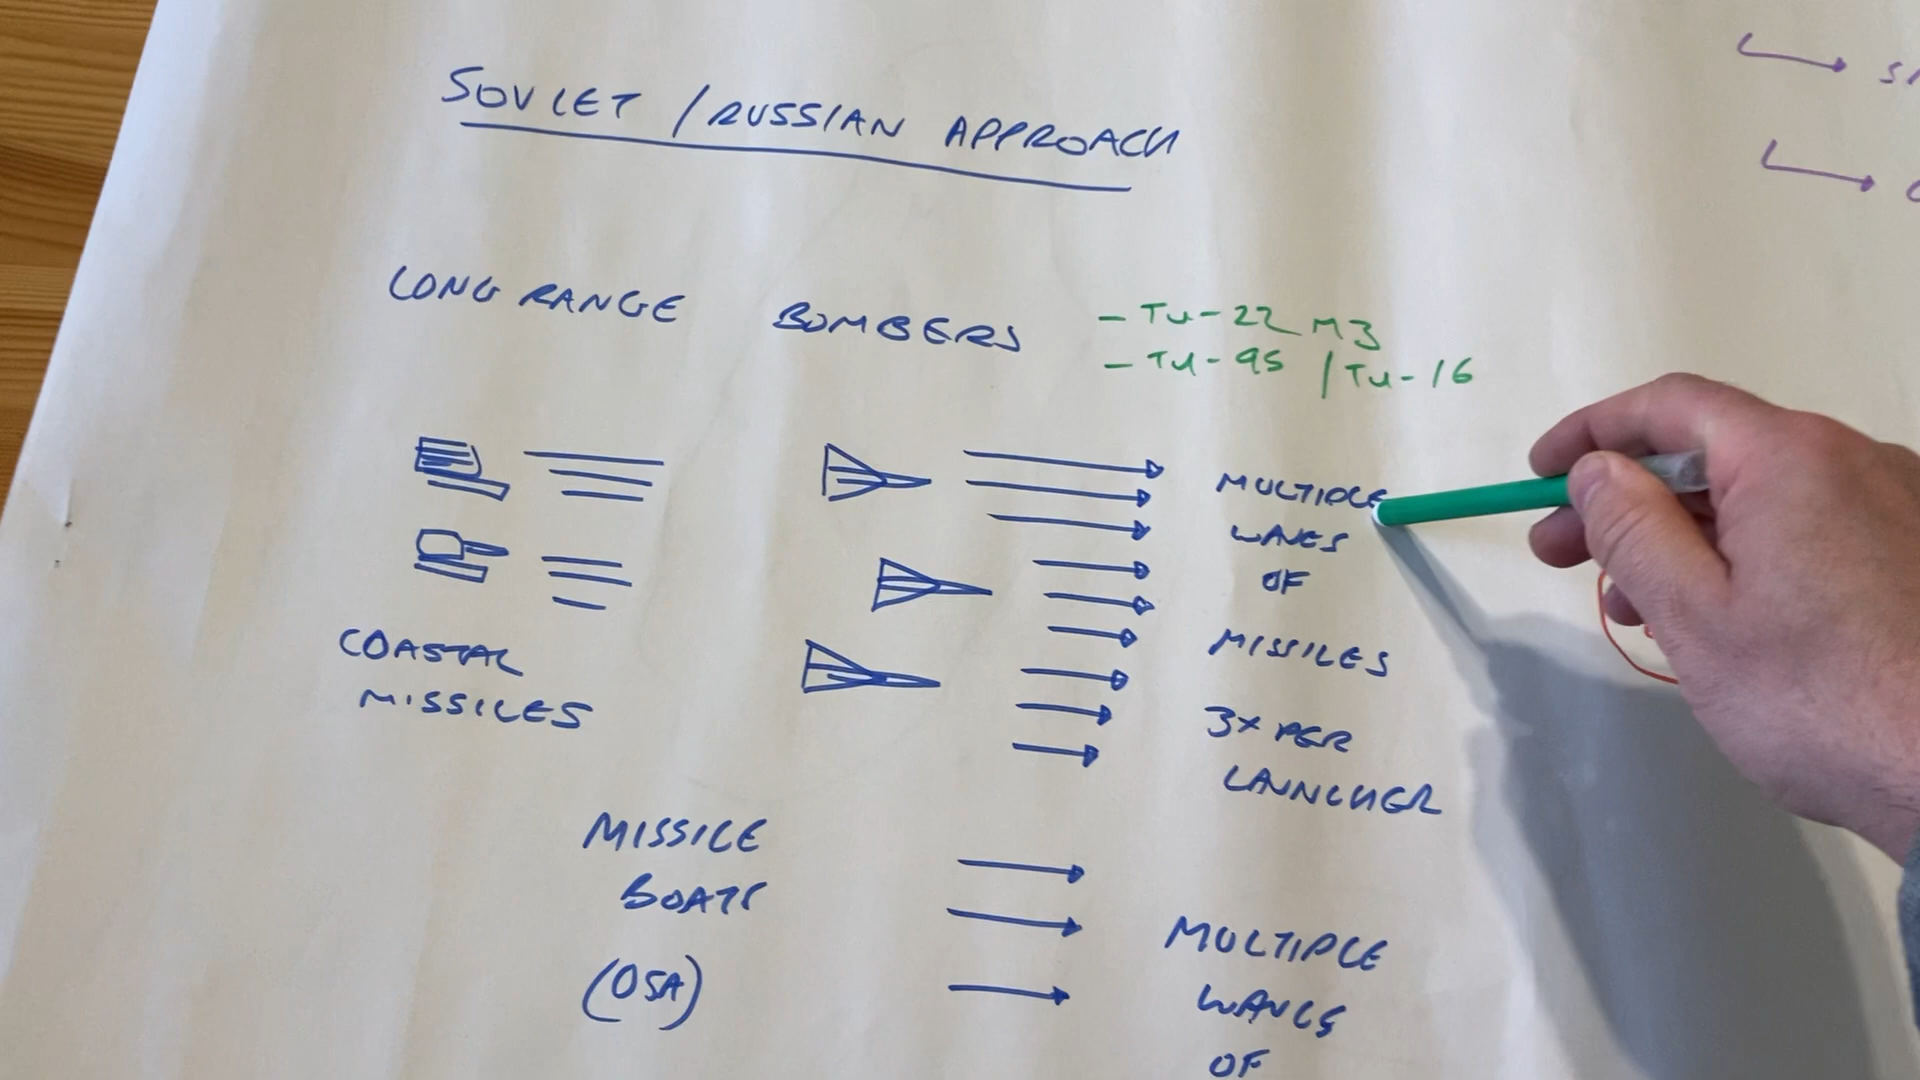 SOVIET / RUSSIAN APPROACH
LONG RANGE BOMBERS
- Tu-22 M3
- Tu-95 / Tu-16
MULTIPLE
WAVES
OF
MISSILES
3X PER
LAUNCHER
COASTAL
MISSILES
MISSILE
BOATS
(OSA)
MULTIPLE
WAVES
OF